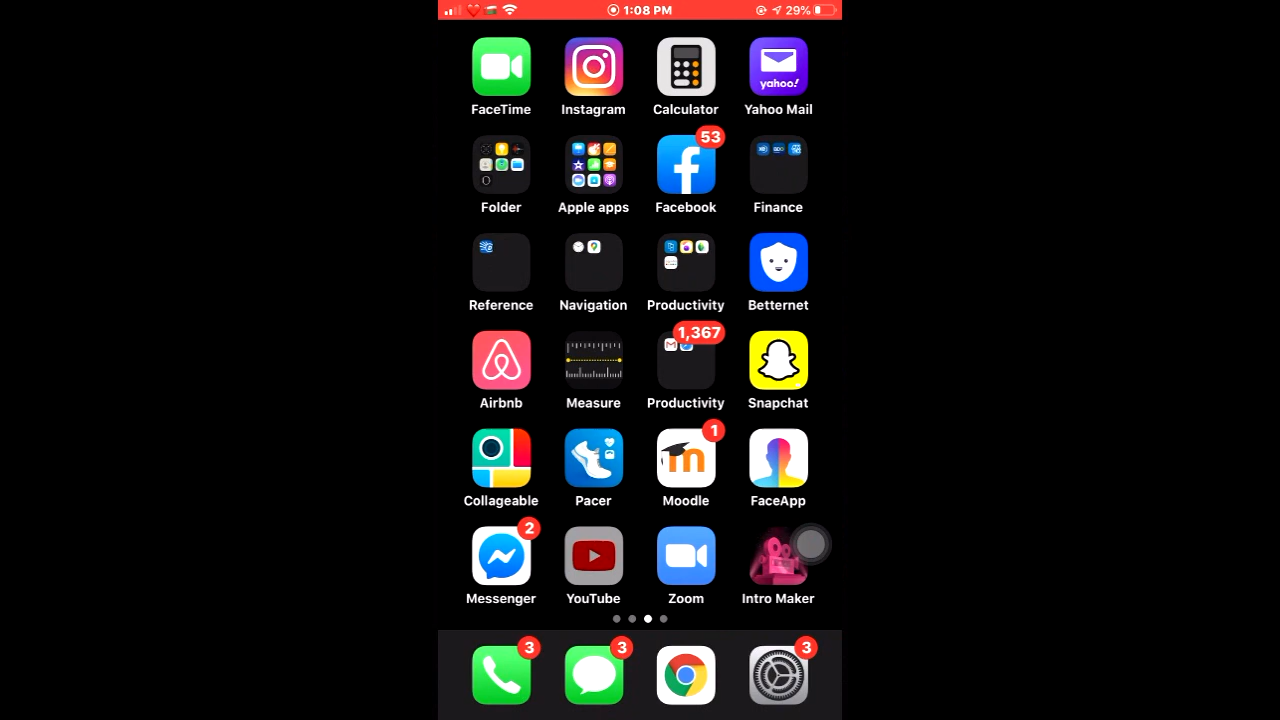 1:08 PM 29%
FaceTime Instagram Calculator Yahoo Mail
yahoo!
53
Folder Apple apps Facebook Finance
Reference Navigation Productivity Betternet
1,367
Airbnb Measure Productivity Snapchat
1
Collageable Pacer Moodle FaceApp
2
Messenger YouTube Zoom Intro Maker
3 3 3